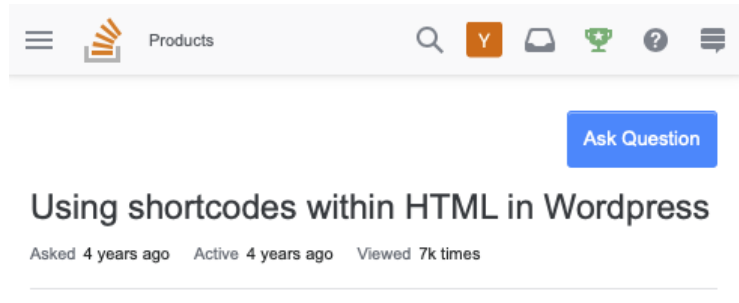 Products
Y
Ask Question
Using shortcodes within HTML in Wordpress
Asked 4 years ago Active 4 years ago Viewed 7k times